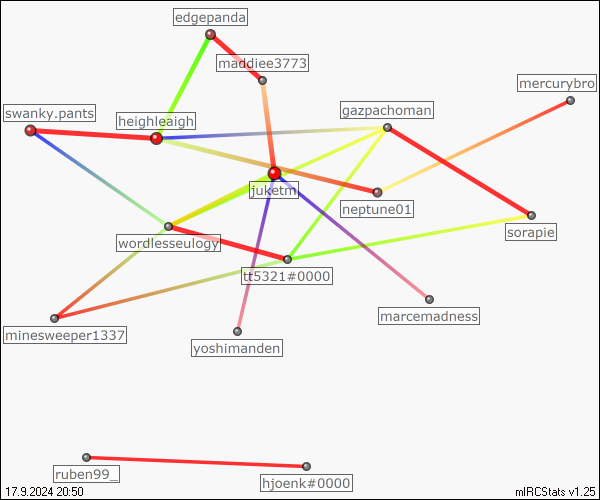 edgepanda
maddiee3773
mercurybro
swanky.pants
gazpachoman
heighleaigh
juketm
neptune01
sorapie
wordlesseulogy
tt5321#0000
marcemadness
minesweeper1337
yoshimanden
ruben99_
hjoenk#0000
17.9.2024 20:50
mIRCStats v1.25